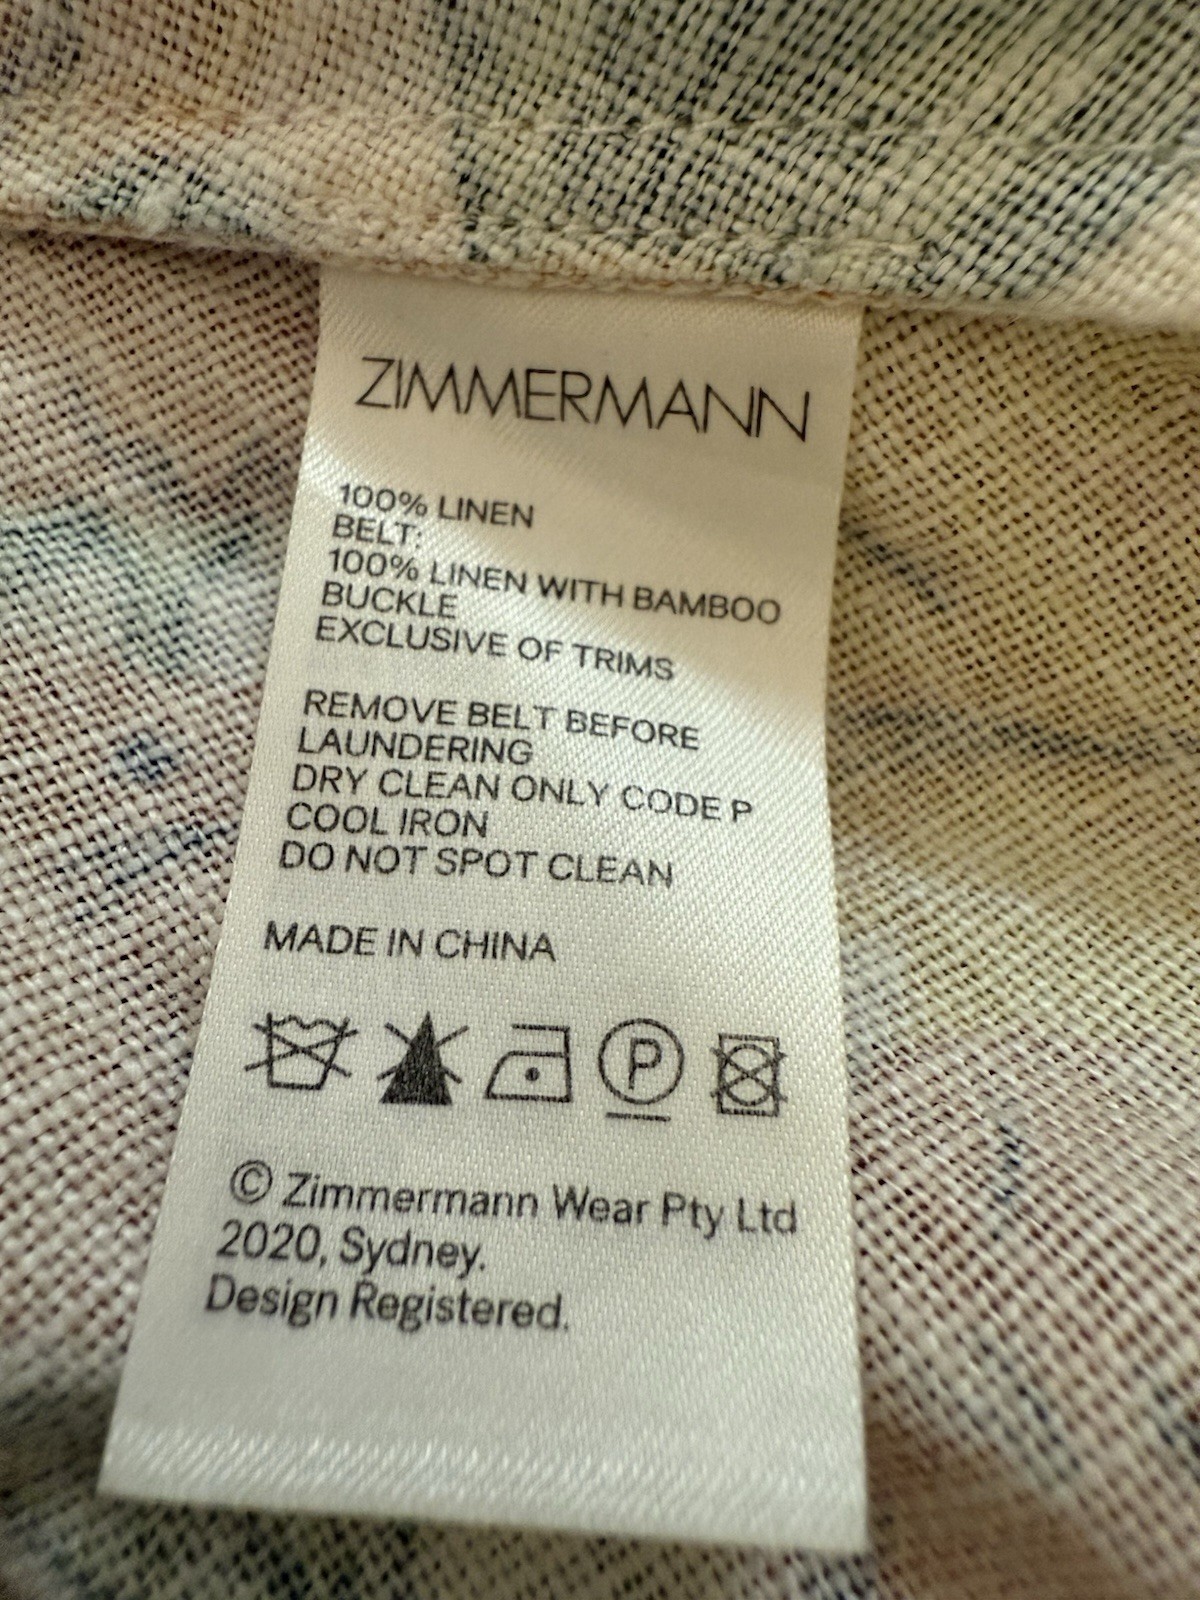 ZIMMERMANN
100% LINEN
BELT:
100% LINEN WITH BAMBOO
BUCKLE
EXCLUSIVE OF TRIMS
REMOVE BELT BEFORE
LAUNDERING
DRY CLEAN ONLY CODE P
COOL IRON
DO NOT SPOT CLEAN
MADE IN CHINA
P
© Zimmermann Wear Pty Ltd
2020, Sydney.
Design Registered.